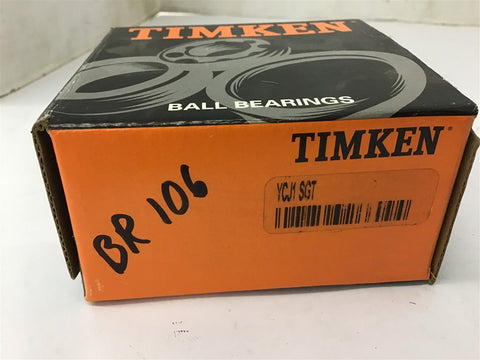 TIMKEN
BALL BEARINGS
TIMKEN
YCJ1 SGT
BR 106